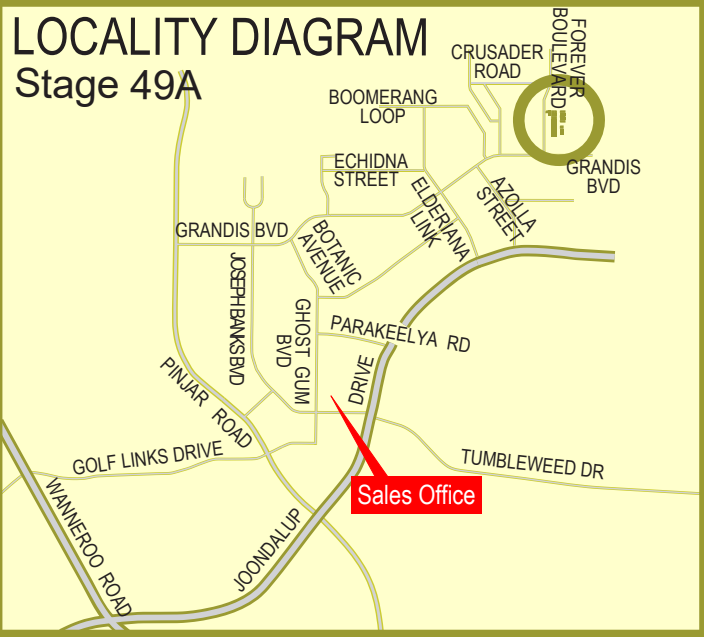 LOCALITY DIAGRAM
Stage 49A
CRUSADER
ROAD
FOREVER
BOULEVARD
BOOMERANG
LOOP
ECHIDNA
STREET
GRANDIS
BVD
AZOLLA
STREET
ELDERIANA
LINK
GRANDIS BVD
BOTANIC
AVENUE
JOSEPH BANKS BVD
GHOST GUM
BVD
PARAKEELYA RD
PINJAR ROAD
DRIVE
GOLF LINKS DRIVE
TUMBLEWEED DR
Sales Office
WANNEROO ROAD
JOONDALUP